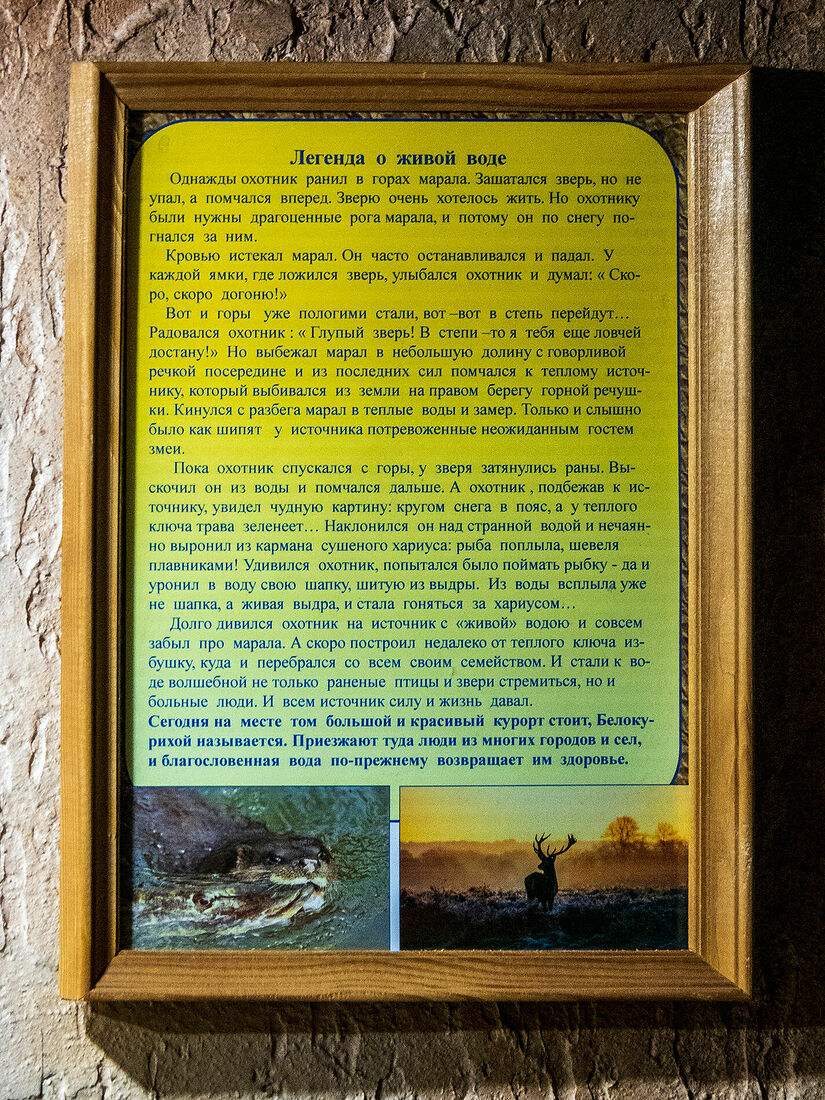 Легенда о живой воде
Однажды охотник ранил в горах марала. Зашатался зверь, но не
упал, а помчался вперед. Зверю очень хотелось жить. Но охотнику
были нужны драгоценные рога марала, и потому он по снегу по-
гнался за ним.
Кровью истекал марал. Он часто останавливался и падал. У
каждой ямки, где ложился зверь, улыбался охотник и думал: « Ско-
ро, скоро догоню!»
Вот и горы уже пологими стали, вот –вот в степь перейдут…
Радовался охотник : « Глупый зверь! В степи –то я тебя еще ловчей
достану!» Но выбежал марал в небольшую долину с говорливой
речкой посередине и из последних сил помчался к теплому источ-
нику, который выбивался из земли на правом берегу горной речуш-
ки. Кинулся с разбега марал в теплые воды и замер. Только и слышно
было как шипят у источника потревоженные неожиданным гостем
змеи.
Пока охотник спускался с горы, у зверя затянулись раны. Вы-
скочил он из воды и помчался дальше. А охотник , подбежав к ис-
точнику, увидел чудную картину: кругом снега в пояс, а у теплого
ключа трава зеленеет… Наклонился он над странной водой и нечаян-
но выронил из кармана сушеного хариуса: рыба поплыла, шевеля
плавниками! Удивился охотник, попытался было поймать рыбку - да и
уронил в воду свою шапку, шитую из выдры. Из воды всплыла уже
не шапка, а живая выдра, и стала гоняться за хариусом…
Долго дивился охотник на источник с «живой» водою и совсем
забыл про марала. А скоро построил недалеко от теплого ключа из-
бушку, куда и перебрался со всем своим семейством. И стали к во-
де волшебной не только раненые птицы и звери стремиться, но и
больные люди. И всем источник силу и жизнь давал.
Сегодня на месте том большой и красивый курорт стоит, Белоку-
рихой называется. Приезжают туда люди из многих городов и сел,
и благословенная вода по-прежнему возвращает им здоровье.